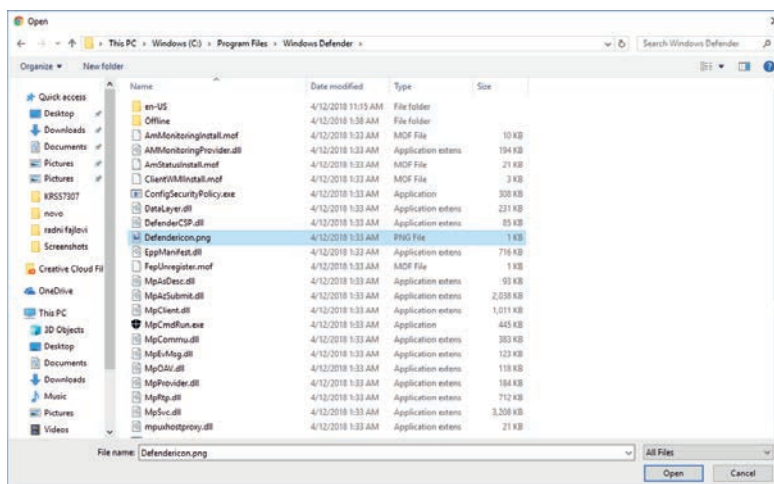 Open
This PC › Windows (C:) › Program Files › Windows Defender ›
Search Windows Defender
Organize
New folder
Quick access
Desktop
Downloads
Documents
Pictures
Pictures
KRSS7307
novo
radni fajlovi
Screenshots
Creative Cloud Fil
OneDrive
This PC
3D Objects
Desktop
Documents
Downloads
Music
Pictures
Videos
Name Date modified Type Size
en-US 4/12/2018 11:15 AM File folder
Offline 4/12/2018 1:38 AM File folder
AmMonitoringInstall.mof 4/12/2018 1:33 AM MOF File 10 KB
AMMonitoringProvider.dll 4/12/2018 1:33 AM Application extens 194 KB
AmStatusInstall.mof 4/12/2018 1:33 AM MOF File 21 KB
ClientWMIInstall.mof 4/12/2018 1:33 AM MOF File 3 KB
ConfigSecurityPolicy.exe 4/12/2018 1:33 AM Application 308 KB
DataLayer.dll 4/12/2018 1:33 AM Application extens 231 KB
DefenderCSP.dll 4/12/2018 1:33 AM Application extens 85 KB
Defendericon.png 4/12/2018 1:33 AM PNG File 1 KB
EppManifest.dll 4/12/2018 1:33 AM Application extens 716 KB
FepUnregister.mof 4/12/2018 1:33 AM MOF File 1 KB
MpAsDesc.dll 4/12/2018 1:33 AM Application extens 93 KB
MpAzSubmit.dll 4/12/2018 1:33 AM Application extens 2,038 KB
MpClient.dll 4/12/2018 1:33 AM Application extens 1,011 KB
MpCmdRun.exe 4/12/2018 1:33 AM Application 445 KB
MpCommu.dll 4/12/2018 1:33 AM Application extens 383 KB
MpEvMsg.dll 4/12/2018 1:33 AM Application extens 123 KB
MpOAV.dll 4/12/2018 1:33 AM Application extens 118 KB
MpProvider.dll 4/12/2018 1:33 AM Application extens 184 KB
MpRtp.dll 4/12/2018 1:33 AM Application extens 712 KB
MpSvc.dll 4/12/2018 1:33 AM Application extens 3,208 KB
mpuxhostproxy.dll 4/12/2018 1:33 AM Application extens 21 KB
File name: Defendericon.png
All Files
Open
Cancel